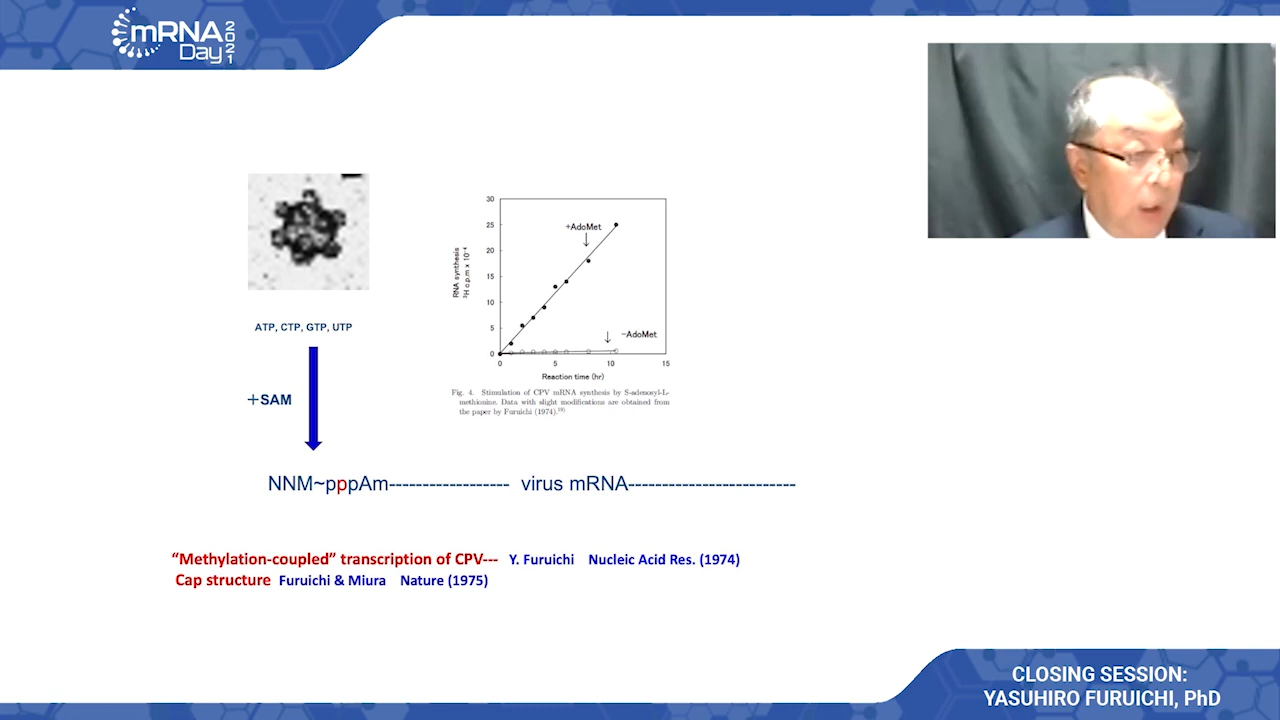 mRNA
Day
2021
ATP, CTP, GTP, UTP
+SAM
30
25
20
15
10
5
0
RNA synthesis
³H c.p.m x 10⁻⁴
+AdoMet
−AdoMet
0 5 10 15
Reaction time (hr)
Fig. 4. Stimulation of CPV mRNA synthesis by S-adenosyl-L-
methionine. Data with slight modifications are obtained from
the paper by Furuichi (1974).
NNM~pppAm------------------ virus mRNA-------------------------
“Methylation-coupled” transcription of CPV--- Y. Furuichi Nucleic Acid Res. (1974)
Cap structure Furuichi & Miura Nature (1975)
CLOSING SESSION:
YASUHIRO FURUICHI, PhD